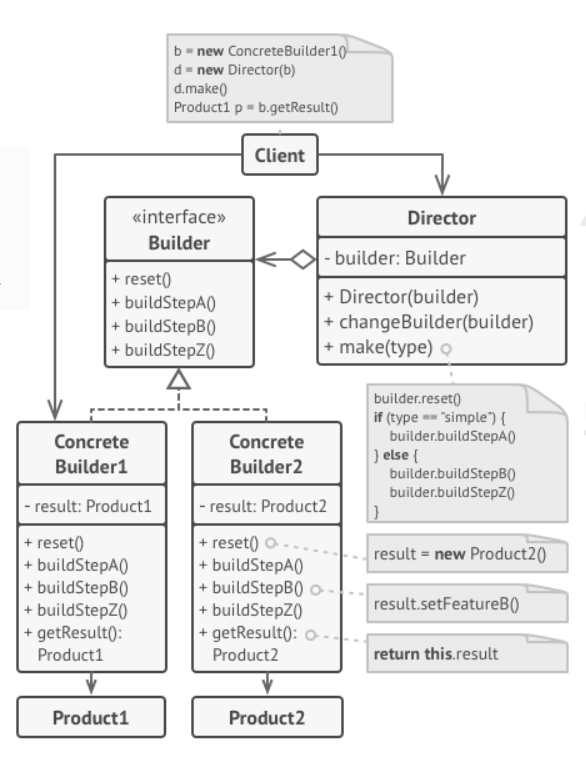 b = new ConcreteBuilder1()
d = new Director(b)
d.make()
Product1 p = b.getResult()
Client
«interface»
Builder
+ reset()
+ buildStepA()
+ buildStepB()
+ buildStepZ()
Director
- builder: Builder
+ Director(builder)
+ changeBuilder(builder)
+ make(type)
builder.reset()
if (type == "simple") {
builder.buildStepA()
} else {
builder.buildStepB()
builder.buildStepZ()
}
Concrete
Builder1
- result: Product1
+ reset()
+ buildStepA()
+ buildStepB()
+ buildStepZ()
+ getResult():
Product1
Concrete
Builder2
- result: Product2
+ reset()
+ buildStepA()
+ buildStepB()
+ buildStepZ()
+ getResult():
Product2
result = new Product2()
result.setFeatureB()
return this.result
Product1
Product2